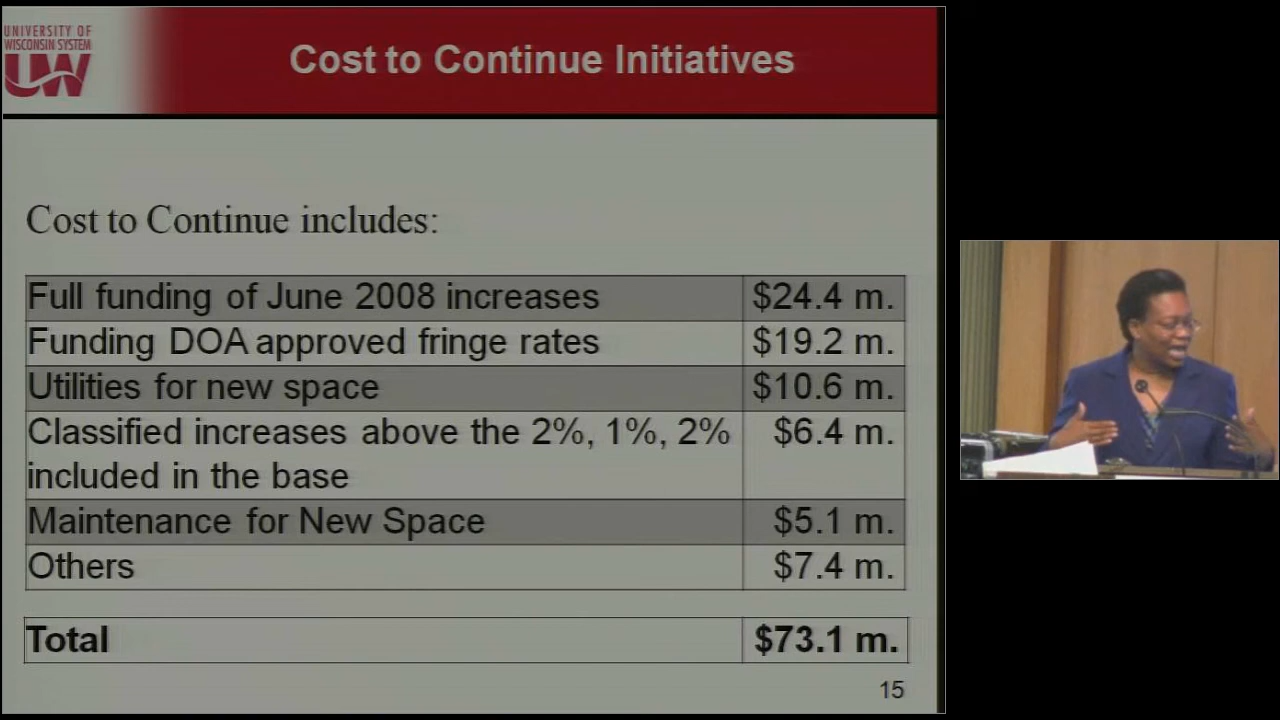 UNIVERSITY OF
WISCONSIN SYSTEM
UW
Cost to Continue Initiatives
Cost to Continue includes:
Full funding of June 2008 increases $24.4 m.
Funding DOA approved fringe rates $19.2 m.
Utilities for new space $10.6 m.
Classified increases above the 2%, 1%, 2% $6.4 m.
included in the base
Maintenance for New Space $5.1 m.
Others $7.4 m.
Total $73.1 m.
15